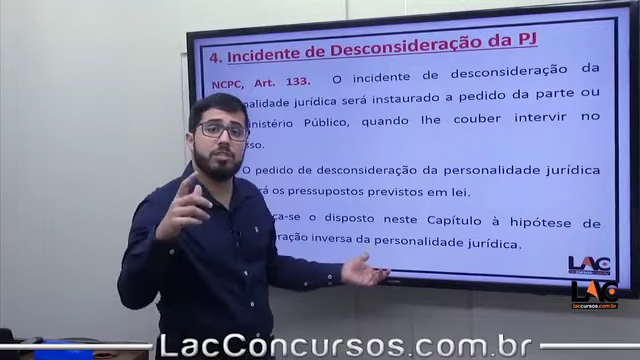 4. Incidente de Desconsideração da PJ
NCPC, Art. 133. O incidente de desconsideração da
nalidade jurídica será instaurado a pedido da parte ou
inistério Público, quando lhe couber intervir no
sso.
O pedido de desconsideração da personalidade jurídica
rá os pressupostos previstos em lei.
ca-se o disposto neste Capítulo à hipótese de
eração inversa da personalidade jurídica.
LAC
LAC
laccursos.com.br
LacConcursos.com.br